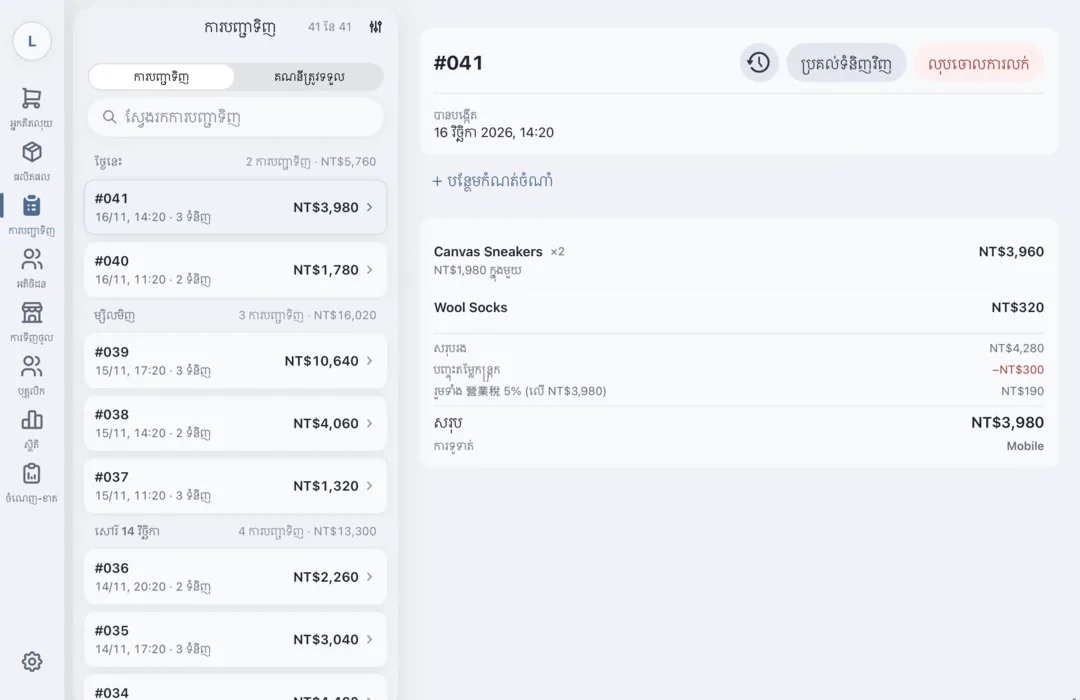 L
អ្នកគិតលុយ
ផលិតផល
ការបញ្ជាទិញ
អតិថិជន
ការទិញចូល
បុគ្គលិក
ស្ថិតិ
ចំណេញ-ខាត
ការបញ្ជាទិញ
41 នៃ 41
ការបញ្ជាទិញ
គណនីត្រូវទទួល
ស្វែងរកការបញ្ជាទិញ
ថ្ងៃនេះ
2 ការបញ្ជាទិញ · NT$5,760
#041
NT$3,980
16/11, 14:20 · 3 ទំនិញ
#040
NT$1,780
16/11, 11:20 · 2 ទំនិញ
ម្សិលមិញ
3 ការបញ្ជាទិញ · NT$16,020
#039
NT$10,640
15/11, 17:20 · 3 ទំនិញ
#038
NT$4,060
15/11, 14:20 · 2 ទំនិញ
#037
NT$1,320
15/11, 11:20 · 3 ទំនិញ
សៅរ៍ 14 វិច្ឆិកា
4 ការបញ្ជាទិញ · NT$13,300
#036
NT$2,260
14/11, 20:20 · 2 ទំនិញ
#035
NT$3,040
14/11, 17:20 · 3 ទំនិញ
#034
#041
ប្រគល់ទំនិញវិញ
លុបចោលការលក់
បានបង្កើត
16 វិច្ឆិកា 2026, 14:20
+ បន្ថែមកំណត់ចំណាំ
Canvas Sneakers ×2
NT$3,960
NT$1,980 ក្នុងមួយ
Wool Socks
NT$320
សរុបរង
NT$4,280
បញ្ចុះតម្លៃកន្ត្រក
−NT$300
រួមទាំង 營業稅 5% (លើ NT$3,980)
NT$190
សរុប
NT$3,980
ការទូទាត់
Mobile